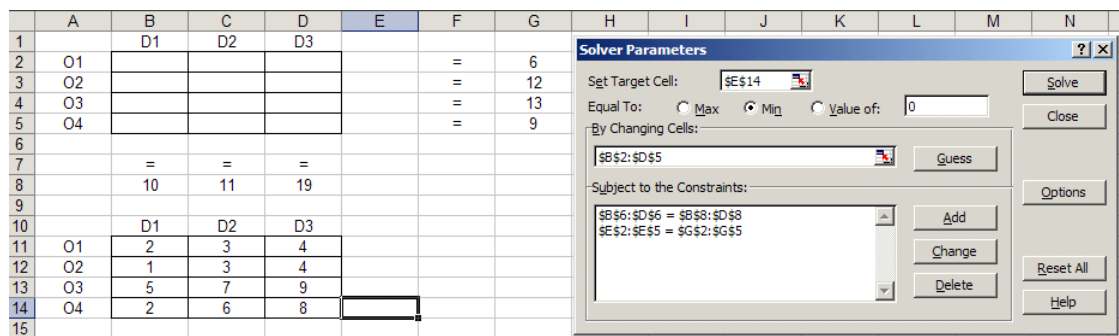 A B C D E F G H I J K L M N
1 D1 D2 D3
2 O1 = 6
3 O2 = 12
4 O3 = 13
5 O4 = 9
6
7 = = =
8 10 11 19
9
10 D1 D2 D3
11 O1 2 3 4
12 O2 1 3 4
13 O3 5 7 9
14 O4 2 6 8
15
Solver Parameters ? X
Set Target Cell: $E$14 Solve
Equal To: Max Min Value of: 0 Close
By Changing Cells:
$B$2:$D$5 Guess
Subject to the Constraints: Options
$B$6:$D$6 = $B$8:$D$8 Add
$E$2:$E$5 = $G$2:$G$5
Change
Reset All
Delete
Help